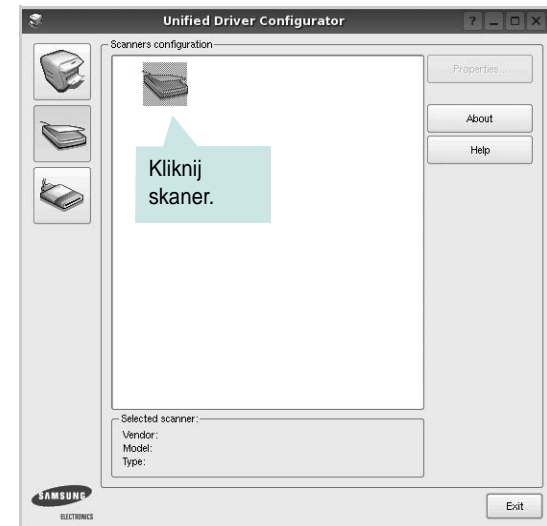 Unified Driver Configurator
Scanners configuration
Properties...
About
Help
Kliknij
skaner.
Selected scanner:
Vendor:
Model:
Type:
SAMSUNG
ELECTRONICS
Exit